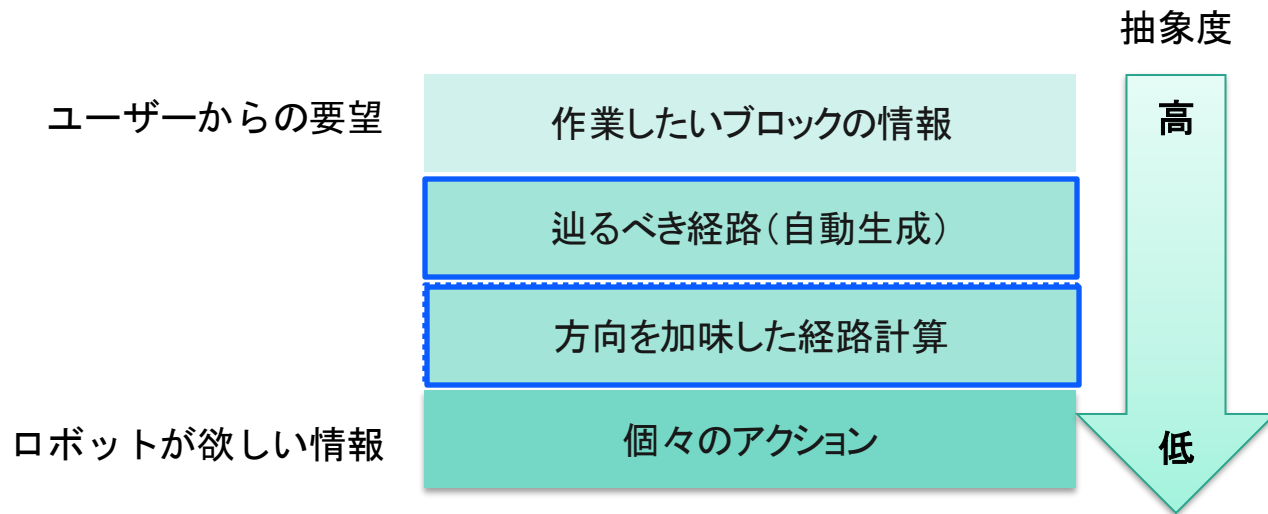 抽象度
ユーザーからの要望
作業したいブロックの情報
高
辿るべき経路（自動生成）
方向を加味した経路計算
ロボットが欲しい情報
個々のアクション
低